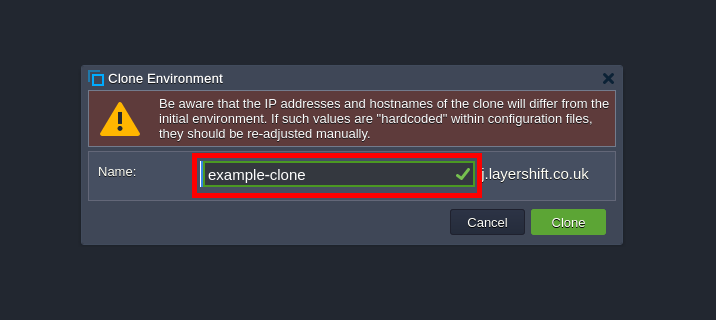 Clone Environment
Be aware that the IP addresses and hostnames of the clone will differ from the
initial environment. If such values are "hardcoded" within configuration files,
they should be re-adjusted manually.
Name: example-clone j.layershift.co.uk
Cancel Clone